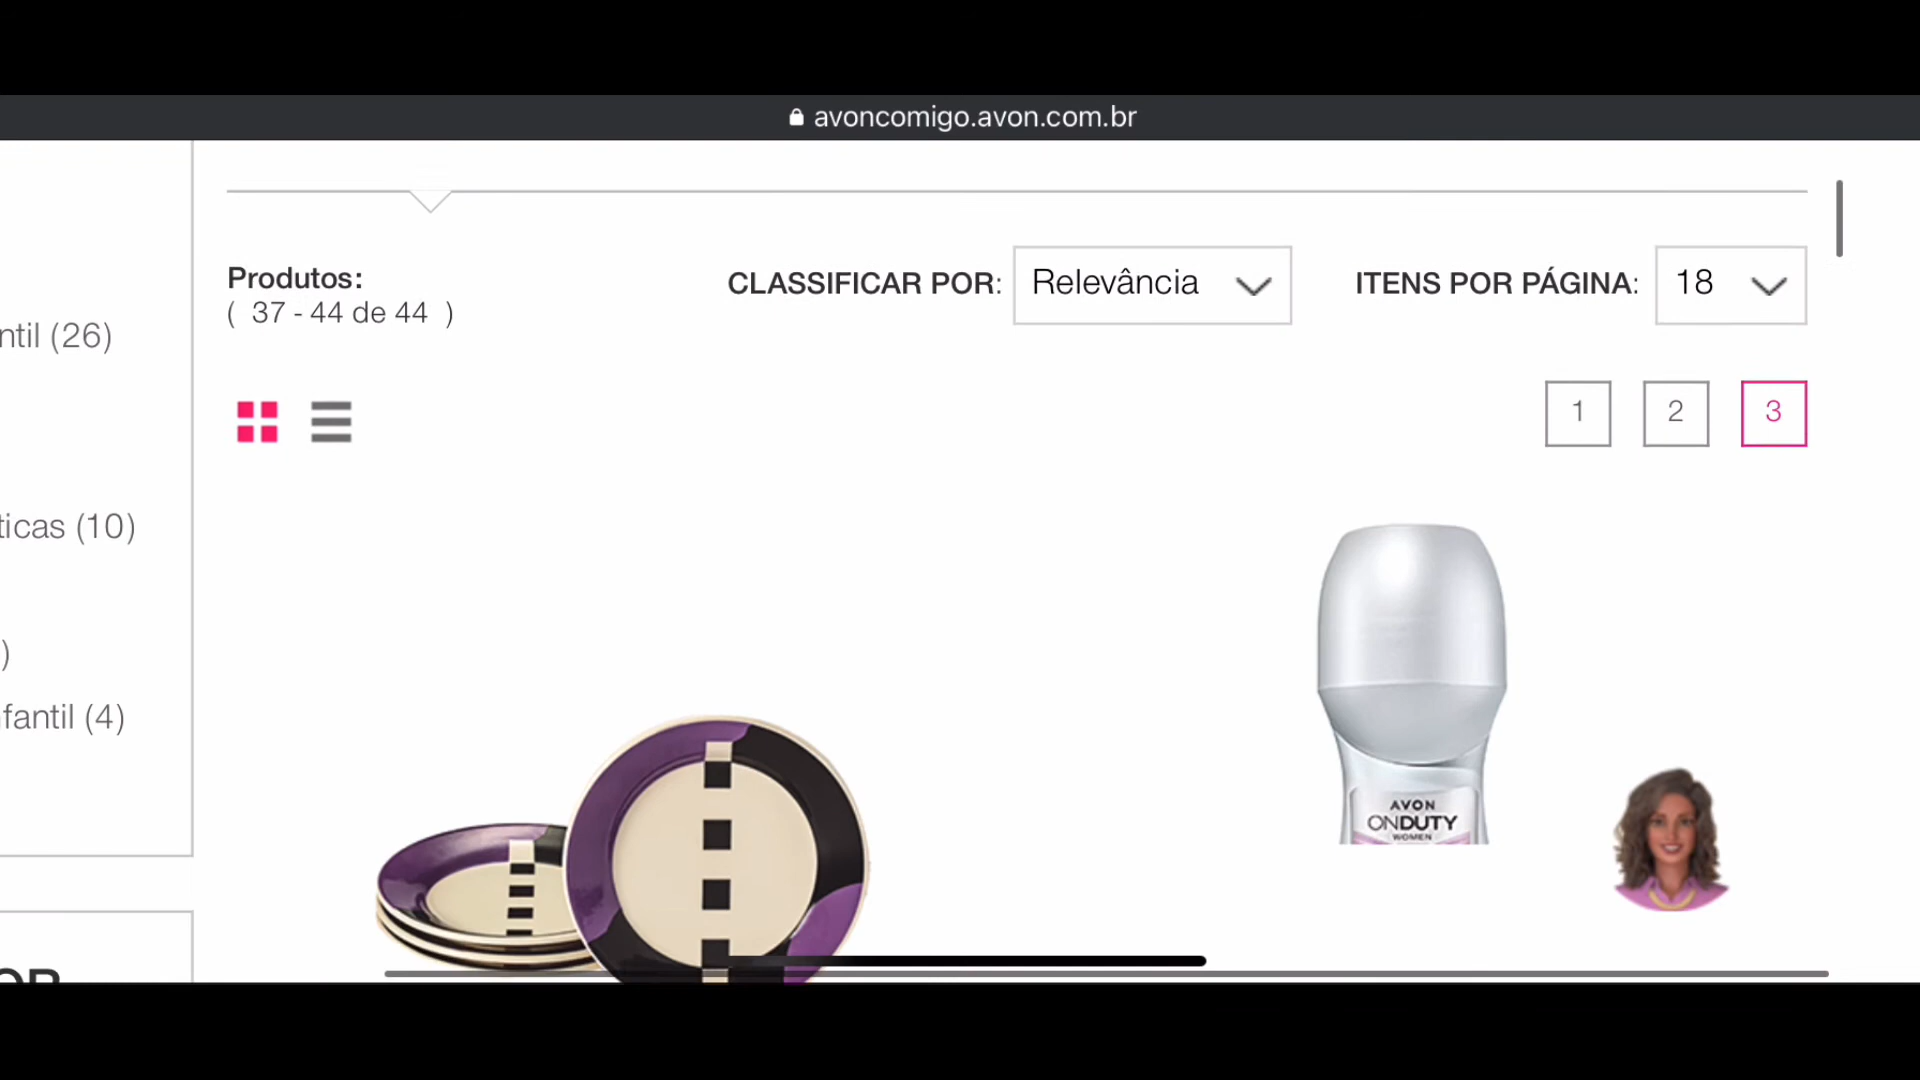 avoncomigo.avon.com.br
Produtos:
( 37 - 44 de 44 )
CLASSIFICAR POR: Relevância
ITENS POR PÁGINA: 18
ntil (26)
1 2 3
ticas (10)
)
fantil (4)
AVON
ONDUTY
WOMEN